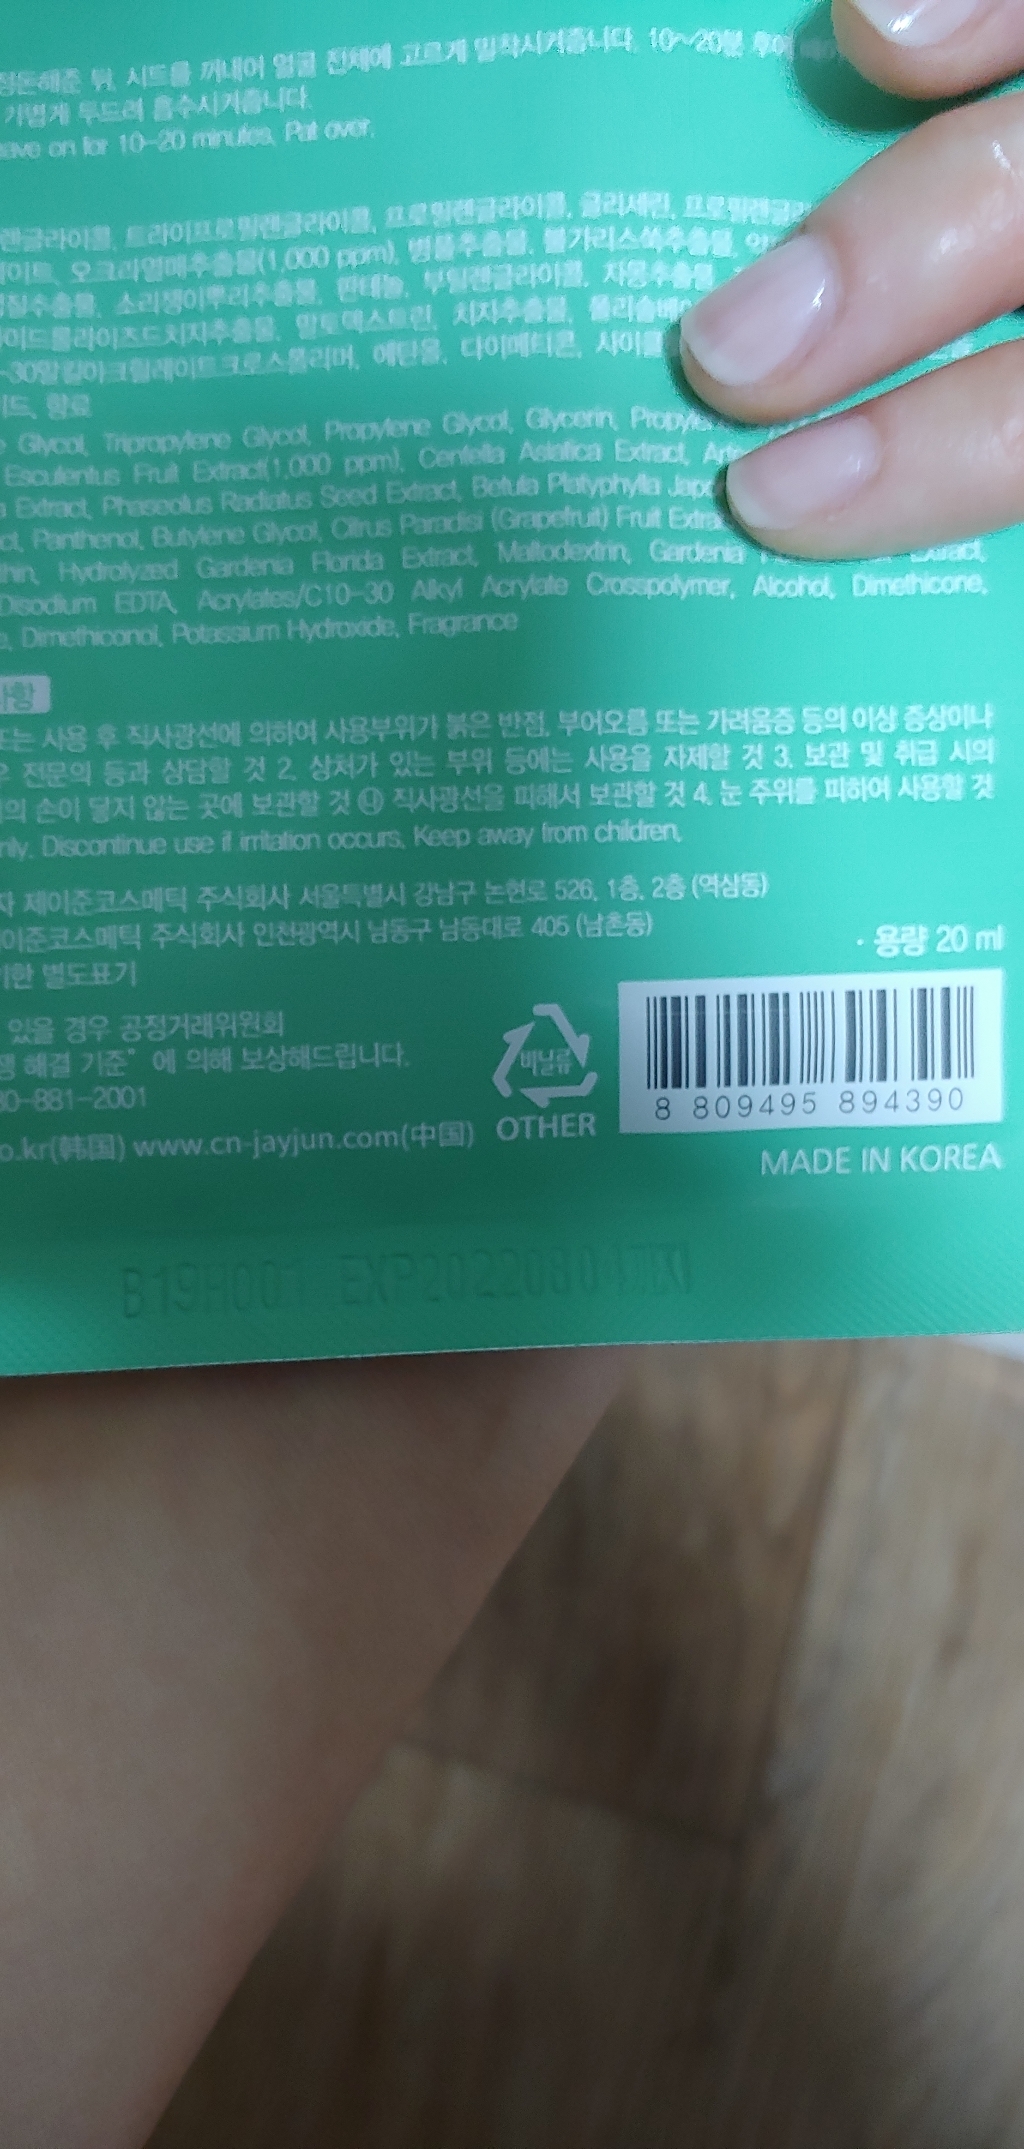 정돈해준 뒤, 시트를 꺼내어 얼굴 전체에 고르게 밀착시켜줍니다. 10~20분 후에
가볍게 두드려 흡수시켜줍니다.
ave on for 10~20 minutes, Pat over.
렌글라이콜, 트라이프로필렌글라이콜, 프로필렌글라이콜, 글리세린, 프로필렌글
이트, 오크라열매추출물(1,000 ppm), 병풀추출물, 불가리스쑥추출물,
추출물, 소리쟁이뿌리추출물, 판테놀, 부틸렌글라이콜, 자몽추출물,
이드롤라이즈드치자추출물, 말토덱스트린, 치자추출물, 폴리솔베
-30알킬아크릴레이트크로스폴리머, 에탄올, 다이메티콘, 사이클
드, 향료
Glycol, Tripropylene Glycol, Propylene Glycol, Glycerin, Propyle
Esculentus Fruit Extract(1,000 ppm), Centella Asiatica Extract,
Extract, Phaseolus Radiatus Seed Extract, Betula Platyphylla Jap
ct, Panthenol, Butylene Glycol, Citrus Paradisi (Grapefruit) Fruit Extra
thin, Hydrolyzed Gardenia Florida Extract, Maltodextrin, Gardenia Extract,
Disodium EDTA, Acrylates/C10-30 Alkyl Acrylate Crosspolymer, Alcohol, Dimethicone,
e, Dimethiconol, Potassium Hydroxide, Fragrance
사항
또는 사용 후 직사광선에 의하여 사용부위가 붉은 반점, 부어오름 또는 가려움증 등의 이상 증상이나
우 전문의 등과 상담할 것 2. 상처가 있는 부위 등에는 사용을 자제할 것 3. 보관 및 취급 시의
의 손이 닿지 않는 곳에 보관할 것 ㉯ 직사광선을 피해서 보관할 것 4. 눈 주위를 피하여 사용할 것
nly. Discontinue use if irritation occurs. Keep away from children.
자 제이준코스메틱 주식회사 서울특별시 강남구 논현로 526, 1층, 2층 (역삼동)
이준코스메틱 주식회사 인천광역시 남동구 남동대로 405 (남촌동)
· 용량 20 ml
기한 별도표기
있을 경우 공정거래위원회
쟁 해결 기준" 에 의해 보상해드립니다.
80-881-2001
o.kr(韩国) www.cn-jayjun.com(中国)
비닐류
OTHER
8 809495 894390
MADE IN KOREA
B19H001 EXP20220804까지